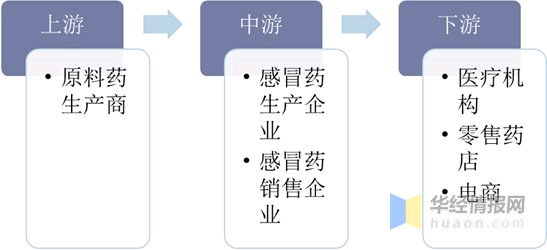 上游
• 原料药
生产商
中游
• 感冒药
生产企
业
• 感冒药
销售企
业
下游
• 医疗机
构
• 零售药
店
• 电商
华经情报网
huaon.com